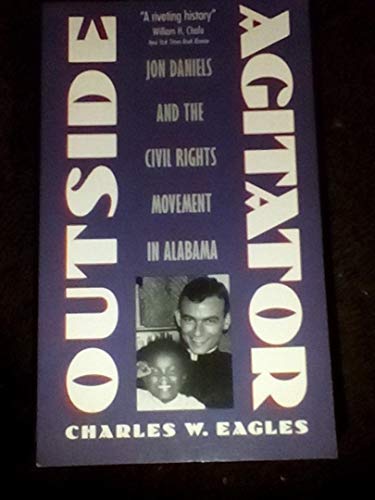 "A riveting history"
William H. Chafe
New York Times Book Review
OUTSIDE
AGITATOR
JON DANIELS
AND THE
CIVIL RIGHTS
MOVEMENT
IN ALABAMA
CHARLES W. EAGLES